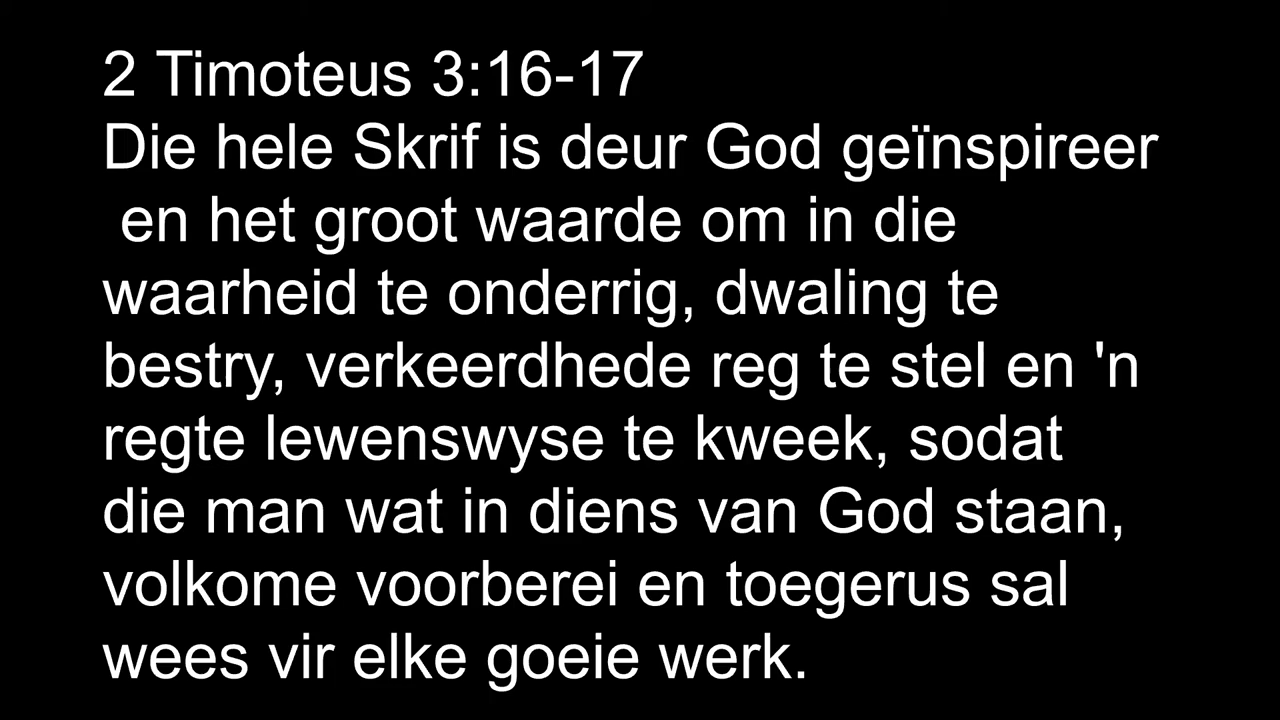 2 Timoteus 3:16-17
Die hele Skrif is deur God geïnspireer
en het groot waarde om in die
waarheid te onderrig, dwaling te
bestry, verkeerdhede reg te stel en 'n
regte lewenswyse te kweek, sodat
die man wat in diens van God staan,
volkome voorberei en toegerus sal
wees vir elke goeie werk.